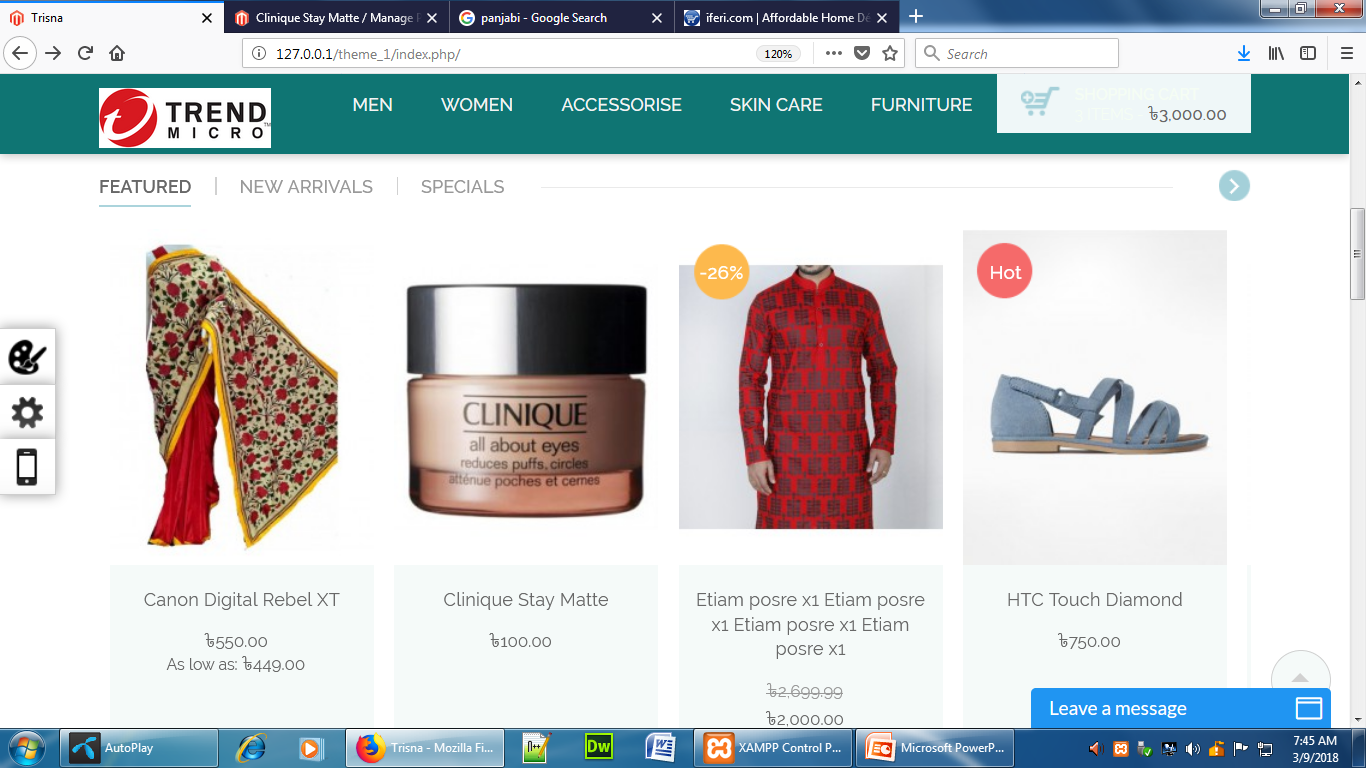 Trisna
Clinique Stay Matte / Manage P
panjabi - Google Search
iferi.com | Affordable Home Dé
127.0.0.1/theme_1/index.php/
120%
Search
TREND
MICRO
TM
MEN
WOMEN
ACCESSORISE
SKIN CARE
FURNITURE
SHOPPING CART
ITEMS
৳3,000.00
FEATURED
NEW ARRIVALS
SPECIALS
CLINIQUE
all about eyes
reduces puffs, circles
atténue poches et cernes
-26%
Hot
Canon Digital Rebel XT
৳550.00
As low as: ৳449.00
Clinique Stay Matte
৳100.00
Etiam posre x1 Etiam posre
x1 Etiam posre x1 Etiam
posre x1
৳2,699.99
৳2,000.00
HTC Touch Diamond
৳750.00
Leave a message
AutoPlay
Trisna - Mozilla Fi...
N++
Dw
W
XAMPP Control P...
Microsoft PowerP...
7:45 AM
3/9/2018